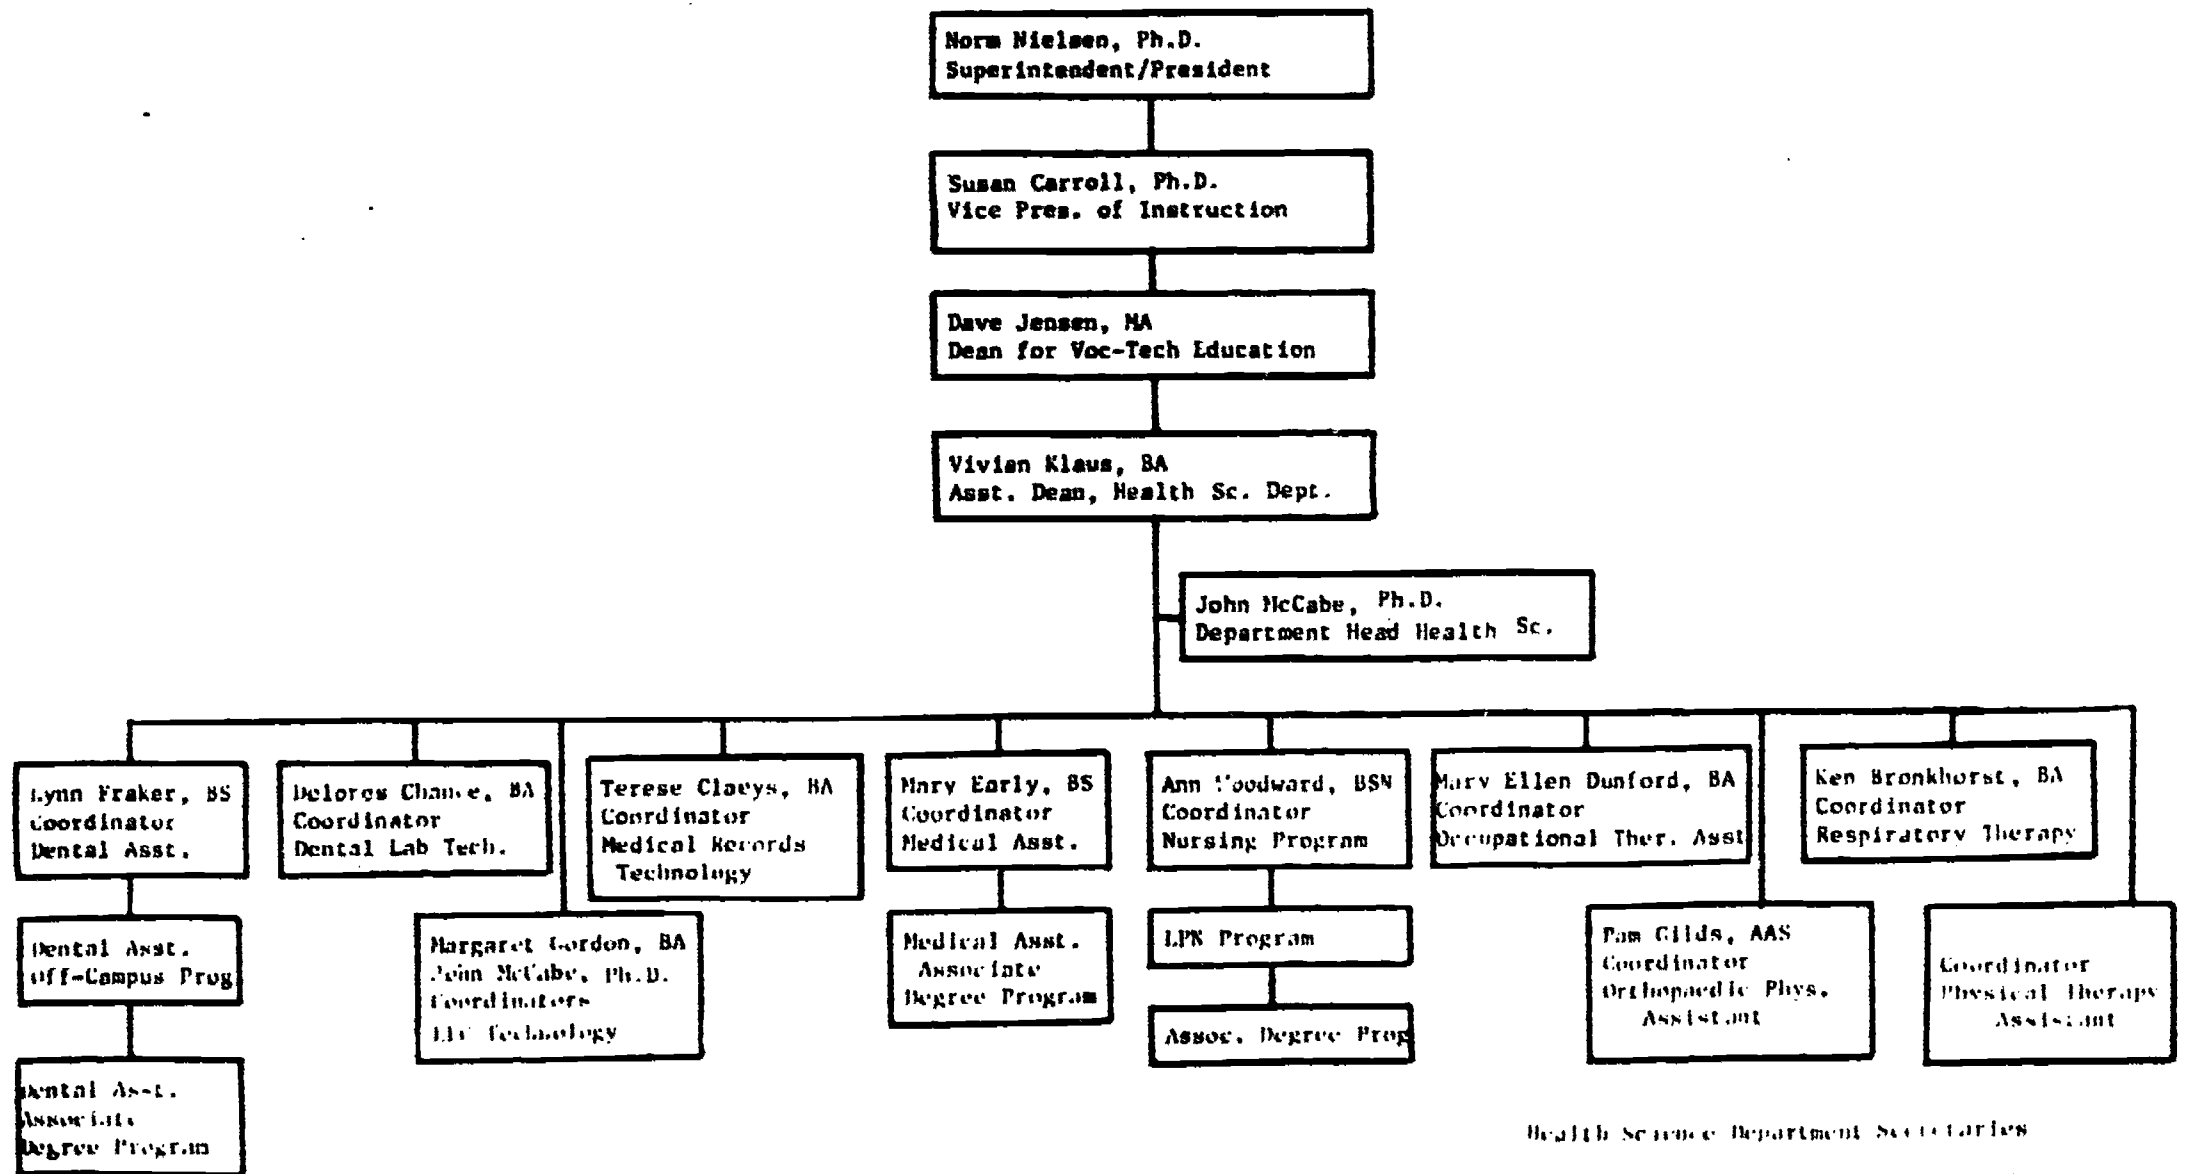 Norm Nielsen, Ph.D.
Superintendent/President
Susan Carroll, Ph.D.
Vice Pres. of Instruction
Dave Jensen, MA
Dean for Voc-Tech Education
Vivian Klaus, BA
Asst. Dean, Health Sc. Dept.
John McCabe, Ph.D.
Department Head Health Sc.
Lynn Fraker, BS
Coordinator
Dental Asst.
Dental Asst.
Off-Campus Prog
Dental Asst.
Associate
Degree Program
Delores Chance, BA
Coordinator
Dental Lab Tech.
Margaret Gordon, BA
John McCabe, Ph.D.
Coordinators
Technology
Terese Claeys, BA
Coordinator
Medical Records
Technology
Mary Early, BS
Coordinator
Medical Asst.
Medical Asst.
Associate
Degree Program
Ann Woodward, BSN
Coordinator
Nursing Program
LPN Program
Assoc. Degree Prog
Mary Ellen Dunford, BA
Coordinator
Occupational Ther. Asst
Pam Gilds, AAS
Coordinator
Orthopaedic Phys.
Assistant
Ken Bronkhorst, BA
Coordinator
Respiratory Therapy
Coordinator
Physical Therapy
Assistant
Health Science Department Secretaries